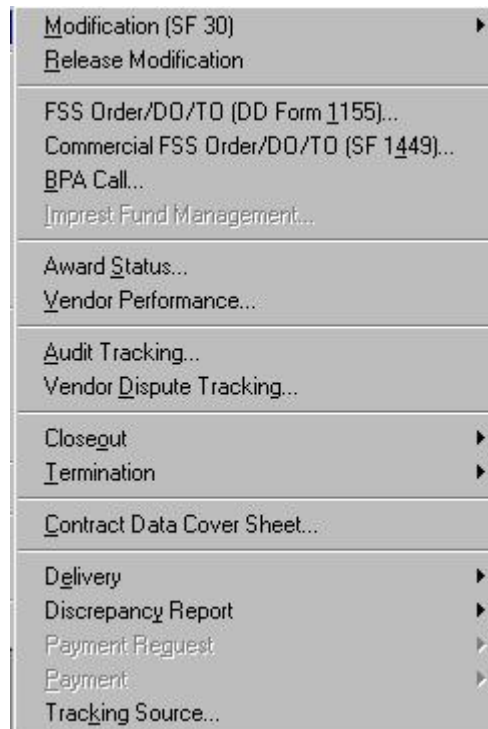 Modification (SF 30)
Release Modification
FSS Order/DO/TO (DD Form 1155)...
Commercial FSS Order/DO/TO (SF 1449)...
BPA Call...
Imprest Fund Management...
Award Status...
Vendor Performance...
Audit Tracking...
Vendor Dispute Tracking...
Closeout
Termination
Contract Data Cover Sheet...
Delivery
Discrepancy Report
Payment Reguest
Payment
Tracking Source...